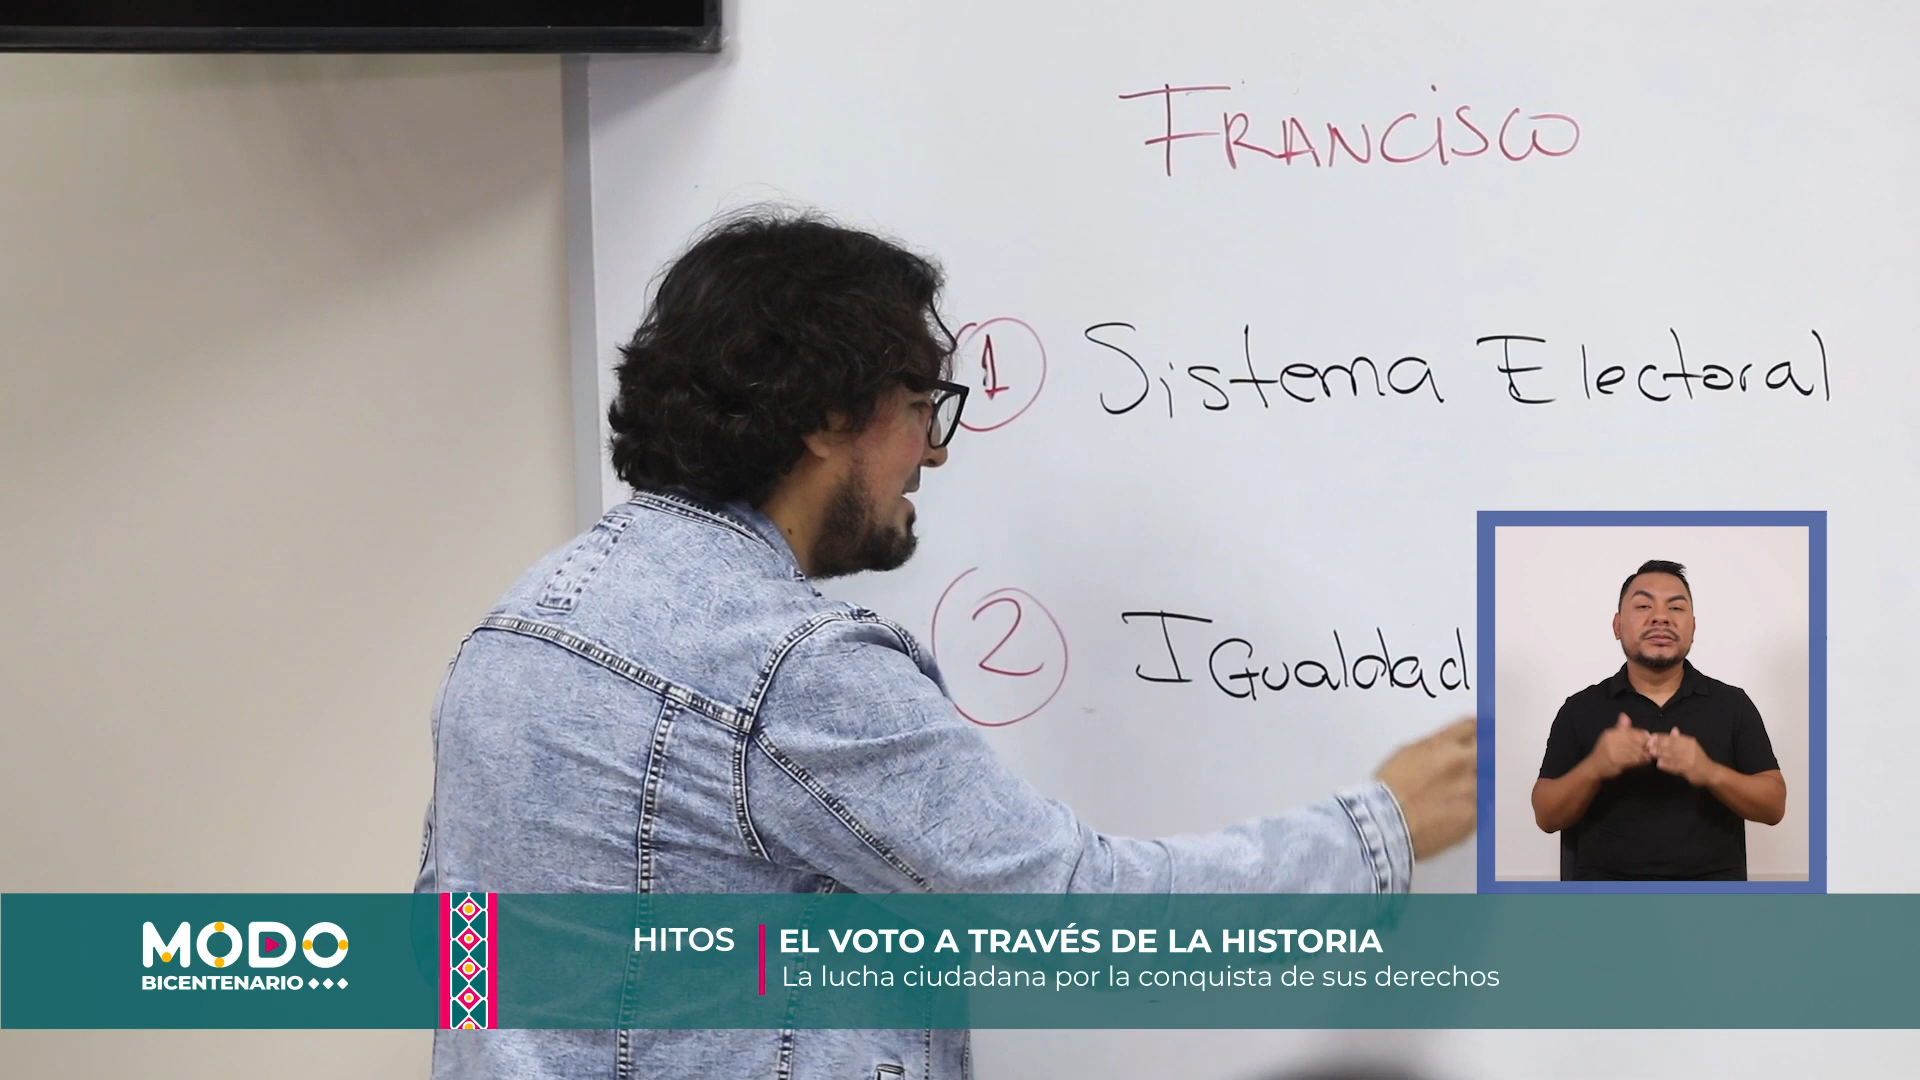 FRANCISCO
1 Sistema Electoral
2 IGualdad
MODO
BICENTENARIO
HITOS
EL VOTO A TRAVÉS DE LA HISTORIA
La lucha ciudadana por la conquista de sus derechos